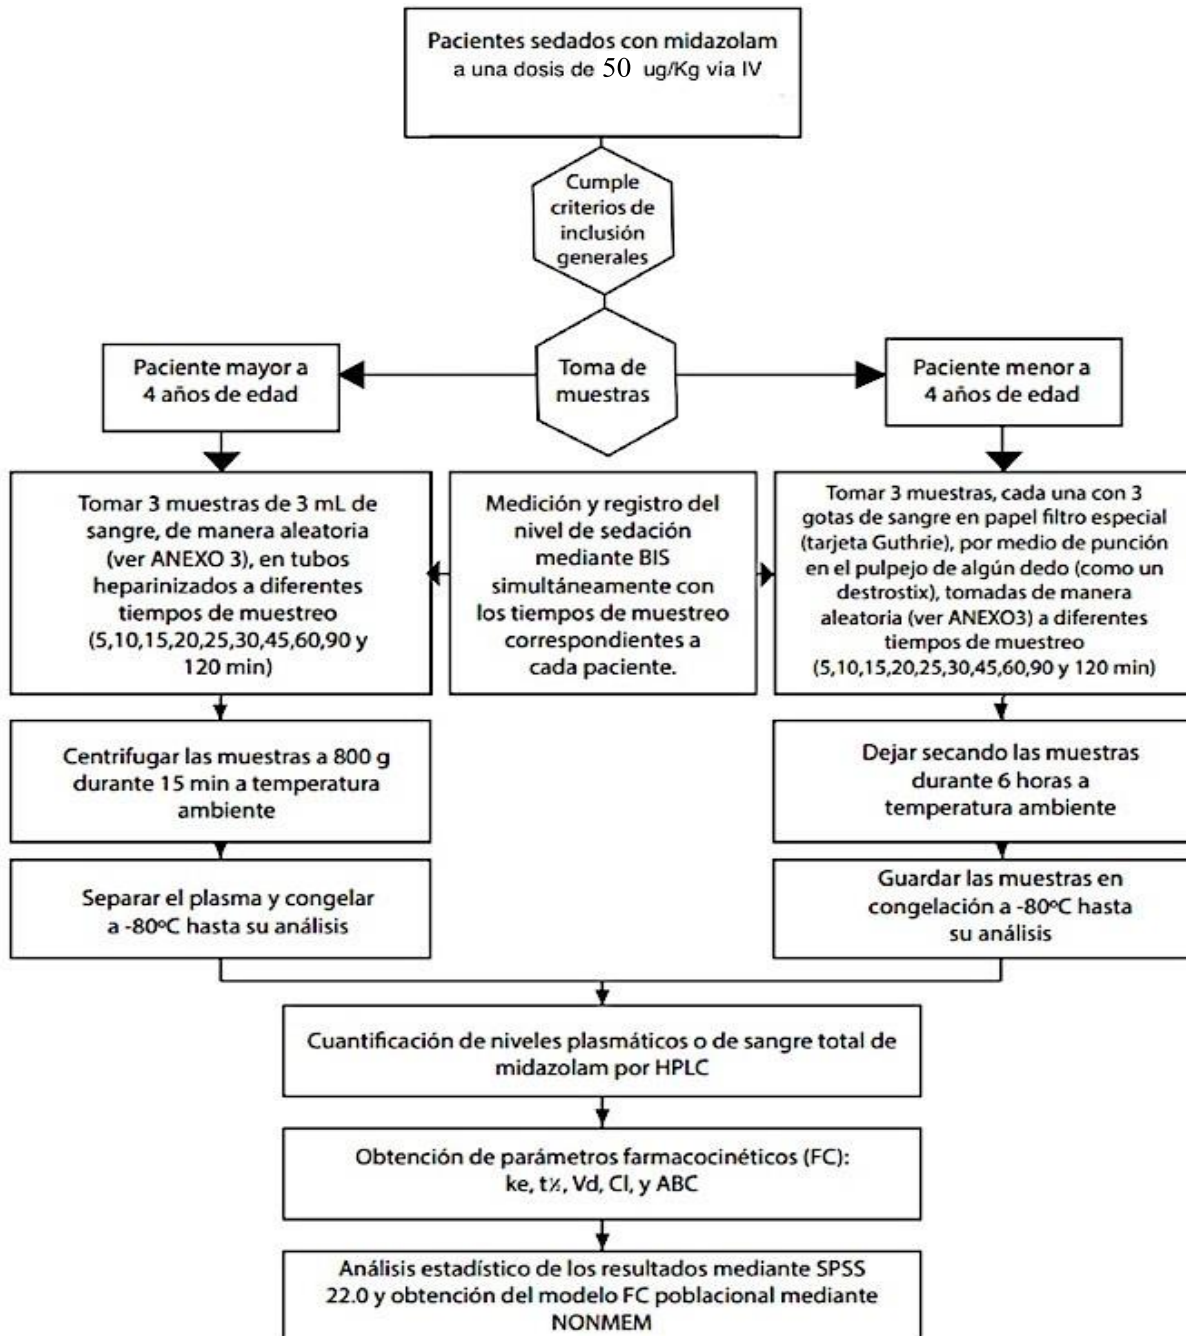 Pacientes sedados con midazolam
a una dosis de 50 ug/Kg via IV
Cumple
criterios de
inclusión
generales
Toma de
muestras
Paciente mayor a
4 años de edad
Paciente menor a
4 años de edad
Tomar 3 muestras de 3 mL de
sangre, de manera aleatoria
(ver ANEXO 3), en tubos
heparinizados a diferentes
tiempos de muestreo
(5,10,15,20,25,30,45,60,90 y
120 min)
Medición y registro del
nivel de sedación
mediante BIS
simultáneamente con
los tiempos de muestreo
correspondientes a
cada paciente.
Tomar 3 muestras, cada una con 3
gotas de sangre en papel filtro especial
(tarjeta Guthrie), por medio de punción
en el pulpejo de algún dedo (como un
destrostix), tomadas de manera
aleatoria (ver ANEXO3) a diferentes
tiempos de muestreo
(5,10,15,20,25,30,45,60,90 y 120 min)
Centrifugar las muestras a 800 g
durante 15 min a temperatura
ambiente
Dejar secando las muestras
durante 6 horas a
temperatura ambiente
Separar el plasma y congelar
a -80ºC hasta su análisis
Guardar las muestras en
congelación a -80ºC hasta
su análisis
Cuantificación de niveles plasmáticos o de sangre total de
midazolam por HPLC
Obtención de parámetros farmacocinéticos (FC):
ke, t½, Vd, Cl, y ABC
Análisis estadístico de los resultados mediante SPSS
22.0 y obtención del modelo FC poblacional mediante
NONMEM